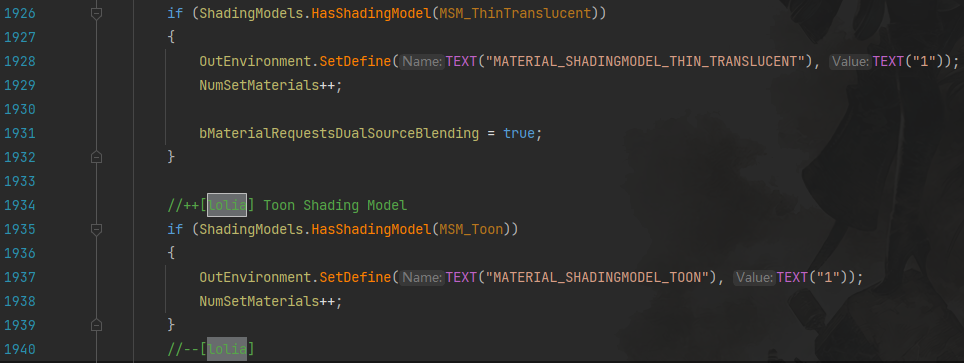 1926 if (ShadingModels.HasShadingModel(MSM_ThinTranslucent))
1927 {
1928 OutEnvironment.SetDefine( Name: TEXT("MATERIAL_SHADINGMODEL_THIN_TRANSLUCENT"), Value: TEXT("1"));
1929 NumSetMaterials++;
1930
1931 bMaterialRequestsDualSourceBlending = true;
1932 }
1933
1934 //++[lolia] Toon Shading Model
1935 if (ShadingModels.HasShadingModel(MSM_Toon))
1936 {
1937 OutEnvironment.SetDefine( Name: TEXT("MATERIAL_SHADINGMODEL_TOON"), Value: TEXT("1"));
1938 NumSetMaterials++;
1939 }
1940 //--[lolia]